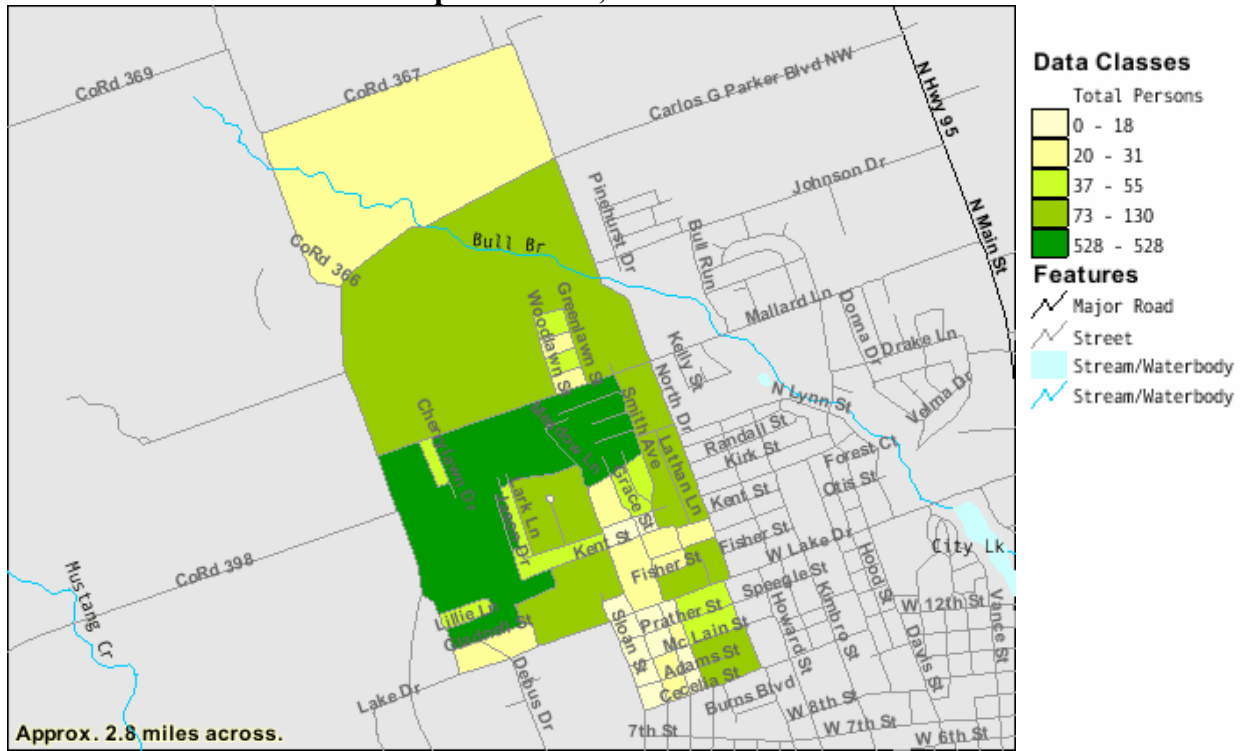 CoRd 369
CoRd 367
Carlos G Parker Blvd NW
N Hwy 95
Johnson Dr
Pinehurst Dr
Bull Run
N Main St
CoRd 366
Bull Br
Mallard Ln
Donna Dr
Drake Ln
Greenlawn St
Woodlawn St
Kelly St
North Dr
Velma Dr
N Lynn St
Smith Ave
Meadow Ln
Cherrylawn Dr
Lathan Ln
Randall St
Kirk St
Forest Ct
Otis St
Grace St
Kent St
Lark Ln
Kent St
Fisher St
W Lake Dr
Hood St
City Lk
CoRd 398
Fisher St
Speegle St
Mustang Cr
Lillie Ln
Sloan St
Prather St
Mc Lain St
Adams St
Cecelia St
Howard St
Kimbro St
Davis St
W 12th St
Vance St
Debus Dr
Lake Dr
Burns Blvd
W 8th St
W 7th St
W 6th St
7th St
Approx. 2.8 miles across.
Data Classes
Total Persons
0 - 18
20 - 31
37 - 55
73 - 130
528 - 528
Features
Major Road
Street
Stream/Waterbody
Stream/Waterbody